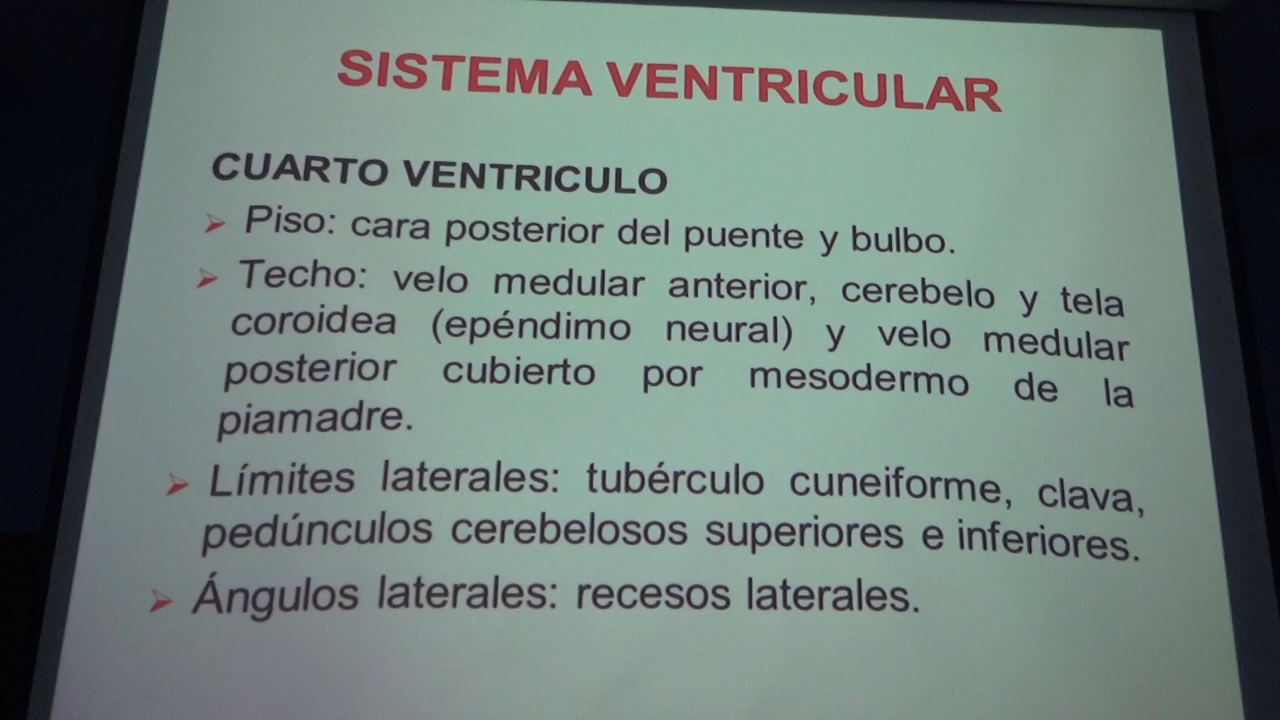 SISTEMA VENTRICULAR
CUARTO VENTRICULO
Piso: cara posterior del puente y bulbo.
Techo: velo medular anterior, cerebelo y tela
coroidea (epéndimo neural) y velo medular
posterior cubierto por mesodermo de la
piamadre.
Límites laterales: tubérculo cuneiforme, clava,
pedúnculos cerebelosos superiores e inferiores.
Ángulos laterales: recesos laterales.